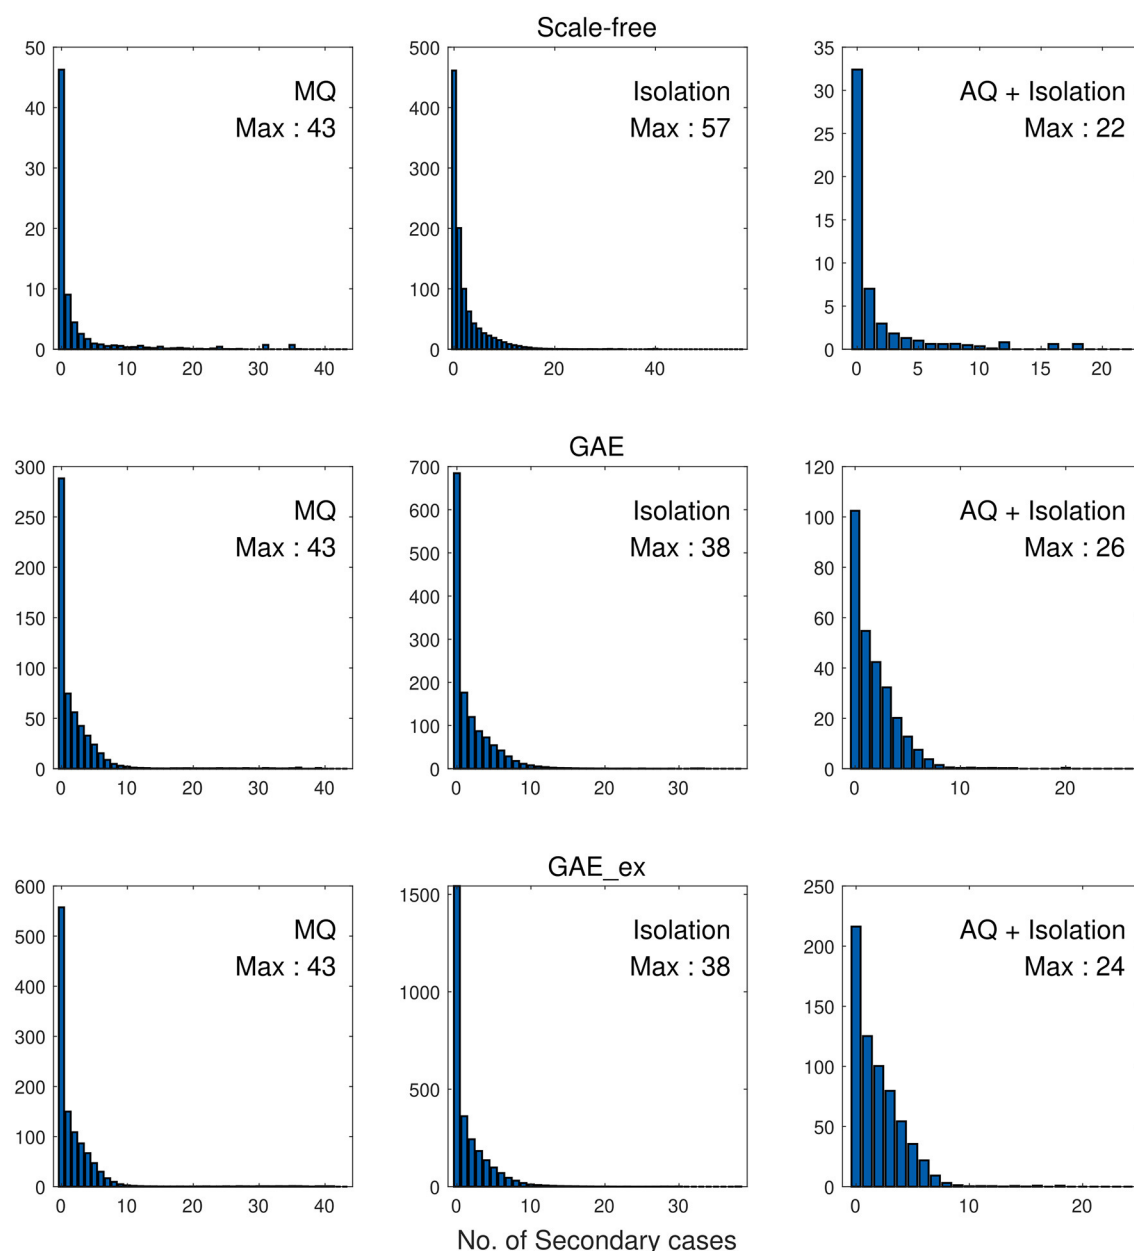 Scale-free
50
40
30
20
10
0
MQ
Max : 43
0 10 20 30 40
500
400
300
200
100
0
Isolation
Max : 57
0 20 40
35
30
25
20
15
10
5
0
AQ + Isolation
Max : 22
0 5 10 15 20
GAE
300
250
200
150
100
50
0
MQ
Max : 43
0 10 20 30 40
700
600
500
400
300
200
100
0
Isolation
Max : 38
0 10 20 30
120
100
80
60
40
20
0
AQ + Isolation
Max : 26
0 10 20
GAE_ex
600
500
400
300
200
100
0
MQ
Max : 43
0 10 20 30 40
1500
1000
500
0
Isolation
Max : 38
0 10 20 30
250
200
150
100
50
0
AQ + Isolation
Max : 24
0 10 20
No. of Secondary cases